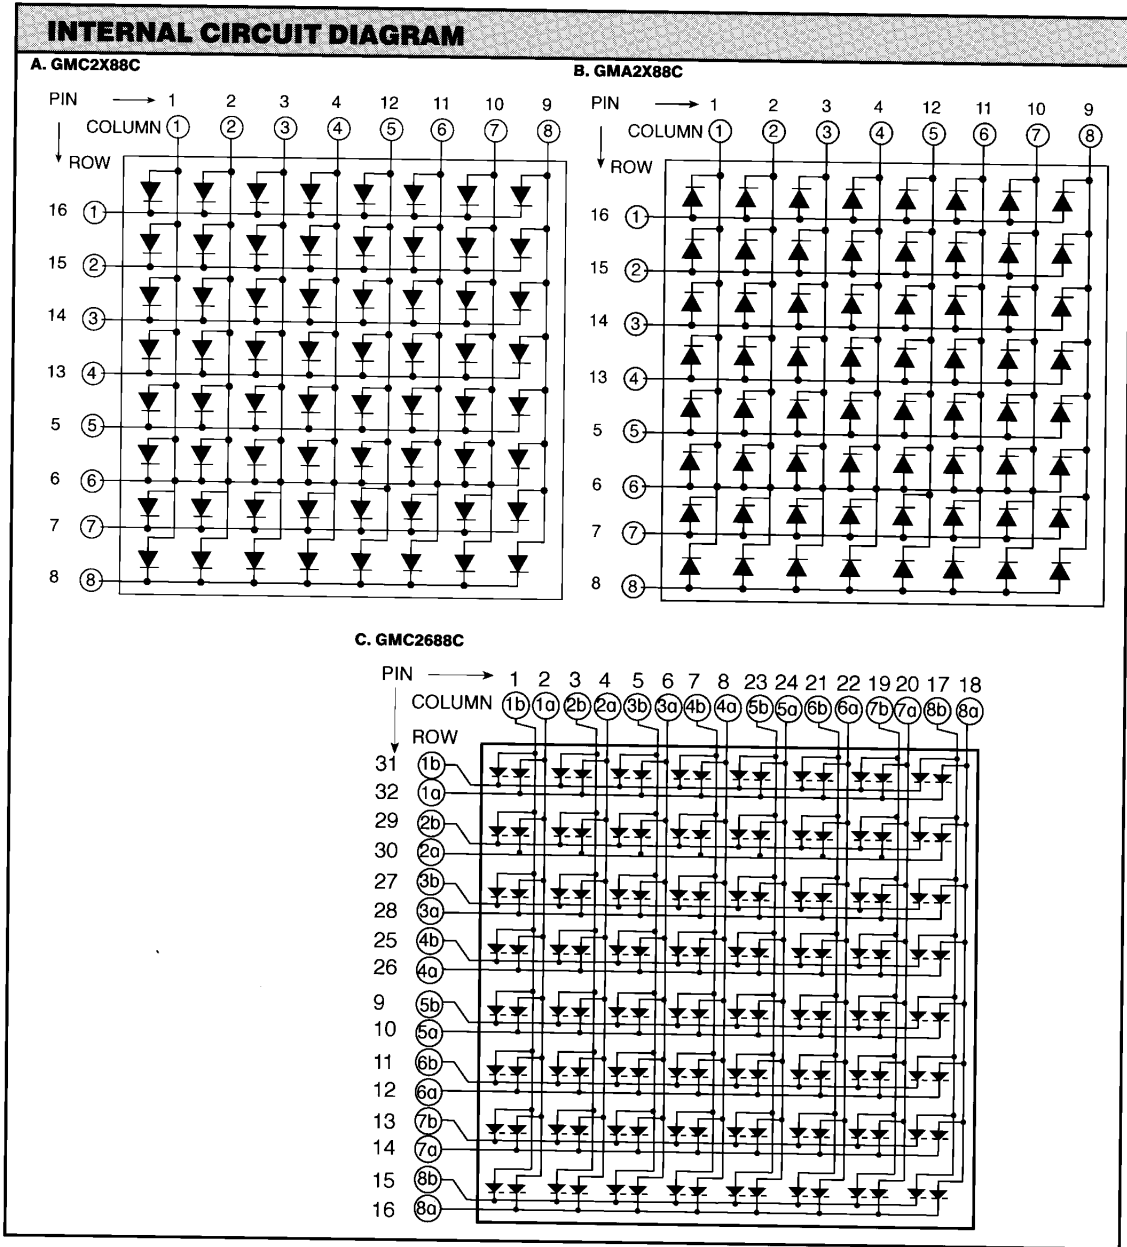 INTERNAL CIRCUIT DIAGRAM
A. GMC2X88C
PIN 1 2 3 4 12 11 10 9
COLUMN 1 2 3 4 5 6 7 8
ROW
16 1
15 2
14 3
13 4
5 5
6 6
7 7
8 8
B. GMA2X88C
PIN 1 2 3 4 12 11 10 9
COLUMN 1 2 3 4 5 6 7 8
ROW
16 1
15 2
14 3
13 4
5 5
6 6
7 7
8 8
C. GMC2688C
PIN 1 2 3 4 5 6 7 8 23 24 21 22 19 20 17 18
COLUMN 1b 1a 2b 2a 3b 3a 4b 4a 5b 5a 6b 6a 7b 7a 8b 8a
ROW
31 1b
32 1a
29 2b
30 2a
27 3b
28 3a
25 4b
26 4a
9 5b
10 5a
11 6b
12 6a
13 7b
14 7a
15 8b
16 8a